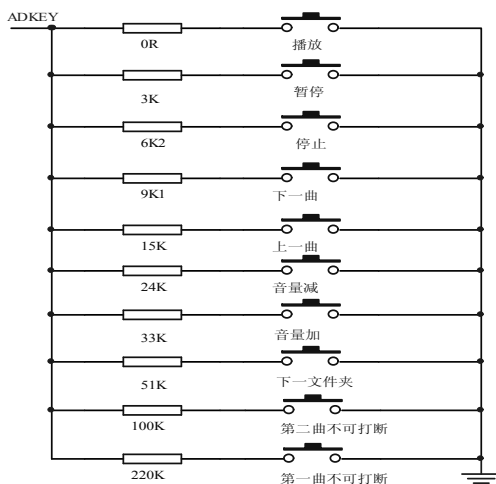 ADKEY
0R
播放
3K
暂停
6K2
停止
9K1
下一曲
15K
上一曲
24K
音量减
33K
音量加
51K
下一文件夹
100K
第二曲不可打断
220K
第一曲不可打断